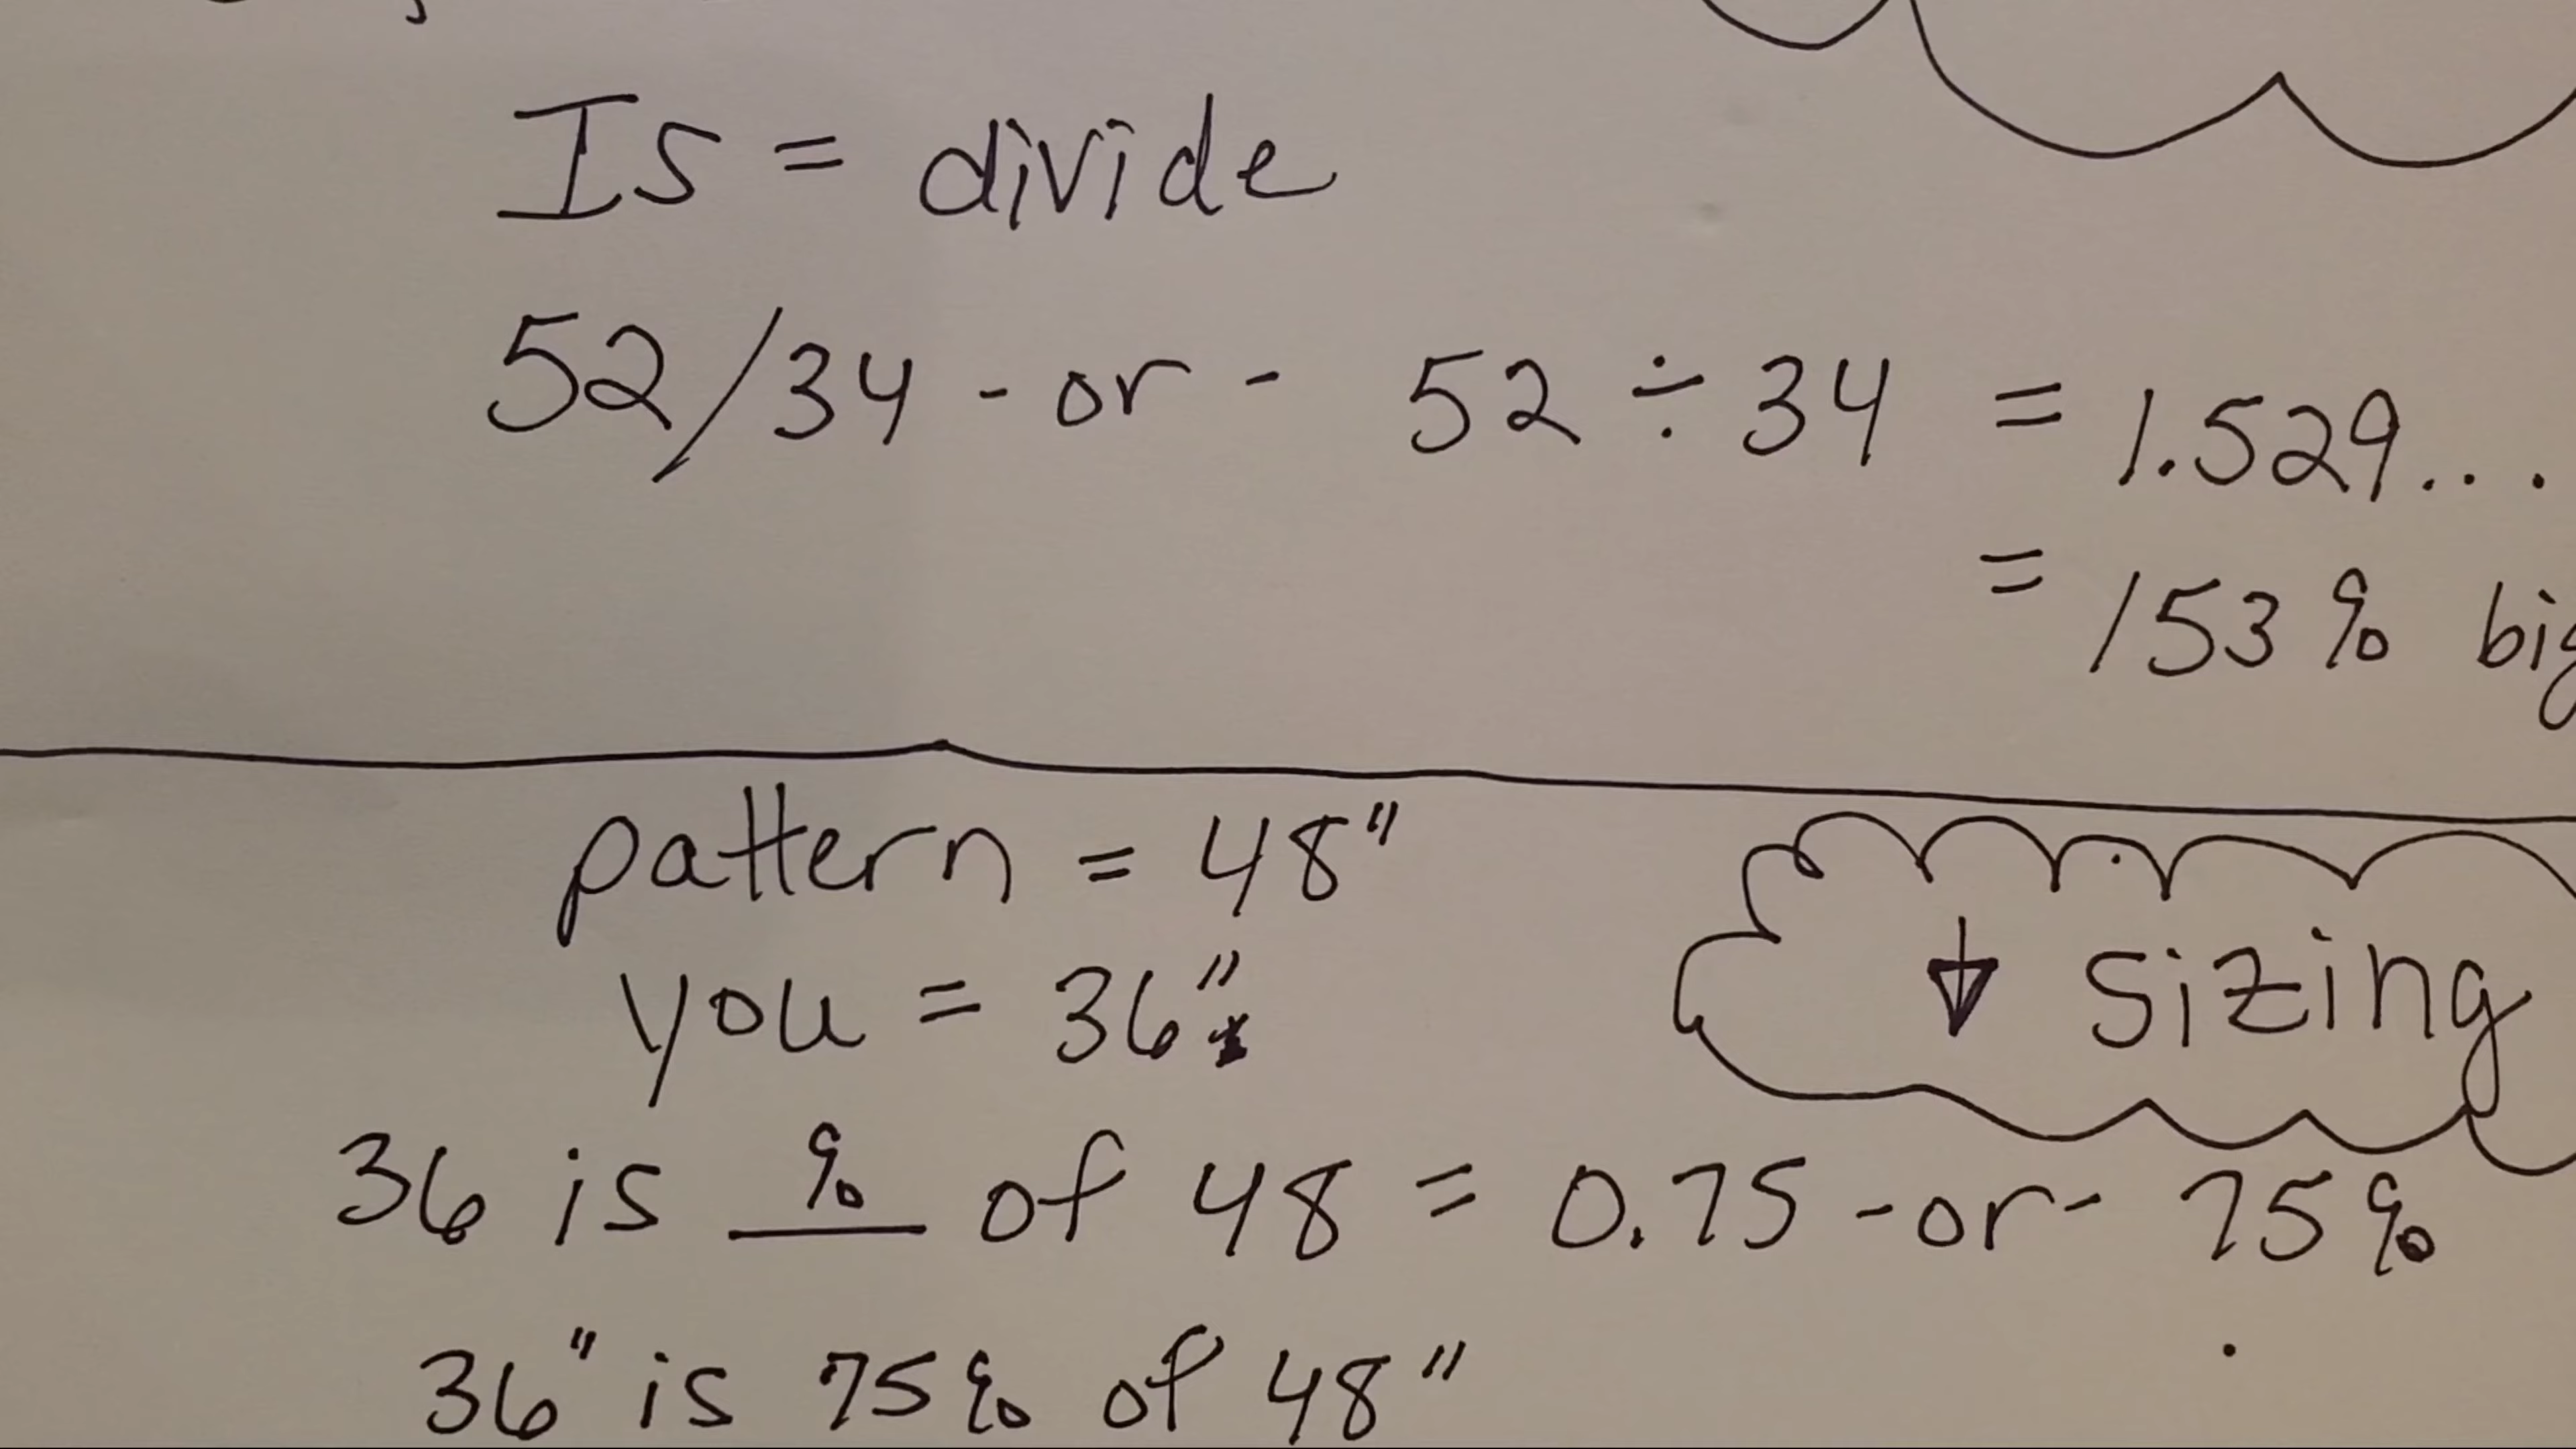 Is = divide
52/34 - or - 52 ÷ 34 = 1.529...
= 153%
pattern = 48"
you = 36"
↓ sizing
36 is % of 48 = 0.75 -or- 75%
36" is 75% of 48"